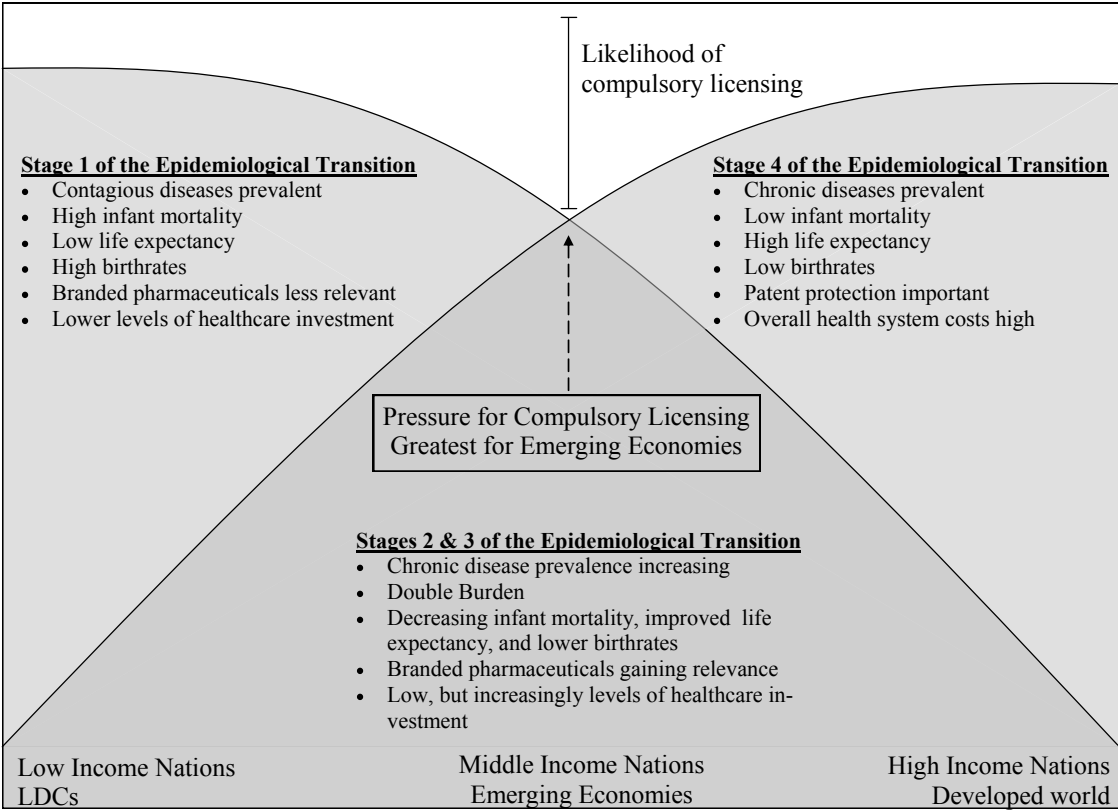 Likelihood of
compulsory licensing
Stage 1 of the Epidemiological Transition
• Contagious diseases prevalent
• High infant mortality
• Low life expectancy
• High birthrates
• Branded pharmaceuticals less relevant
• Lower levels of healthcare investment
Stage 4 of the Epidemiological Transition
• Chronic diseases prevalent
• Low infant mortality
• High life expectancy
• Low birthrates
• Patent protection important
• Overall health system costs high
Pressure for Compulsory Licensing
Greatest for Emerging Economies
Stages 2 & 3 of the Epidemiological Transition
• Chronic disease prevalence increasing
• Double Burden
• Decreasing infant mortality, improved life
expectancy, and lower birthrates
• Branded pharmaceuticals gaining relevance
• Low, but increasingly levels of healthcare in-
vestment
Low Income Nations
LDCs
Middle Income Nations
Emerging Economies
High Income Nations
Developed world